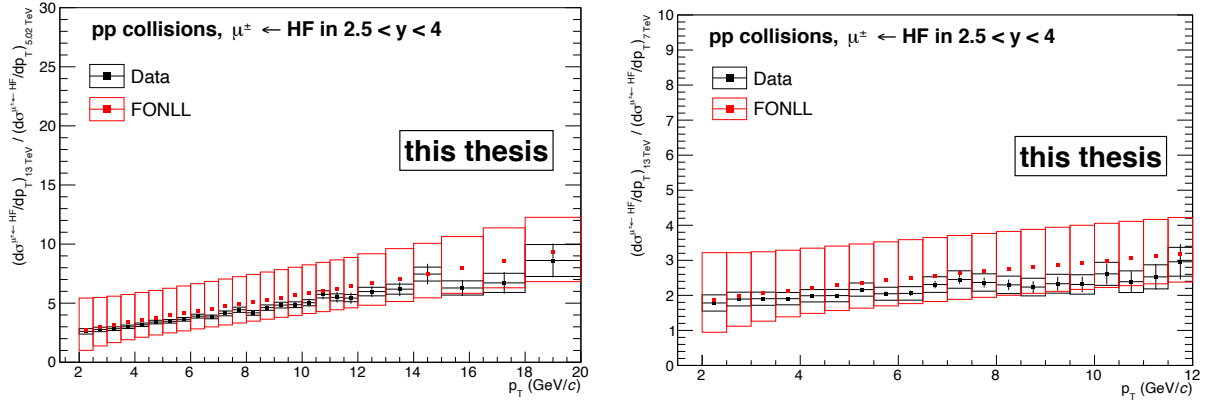 pp collisions, μ± ← HF in 2.5 < y < 4
Data
FONLL
this thesis
(dσ^μ±← HF/dp_T)_13 TeV / (dσ^μ±← HF/dp_T)_5.02 TeV
30
25
20
15
10
5
0
2 4 6 8 10 12 14 16 18 20
p_T (GeV/c)
pp collisions, μ± ← HF in 2.5 < y < 4
Data
FONLL
this thesis
(dσ^μ±← HF/dp_T)_13 TeV / (dσ^μ±← HF/dp_T)_7 TeV
10
9
8
7
6
5
4
3
2
1
0
2 4 6 8 10 12
p_T (GeV/c)